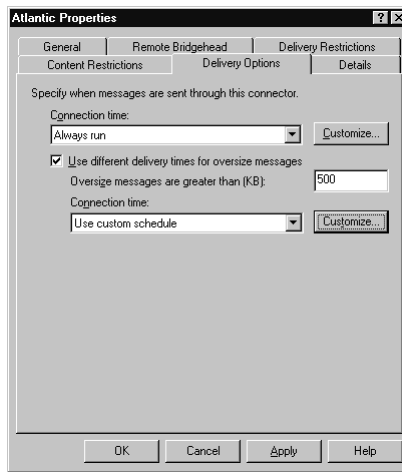 Atlantic Properties
General Remote Bridgehead Delivery Restrictions
Content Restrictions Delivery Options Details
Specify when messages are sent through this connector.
Connection time:
Always run Customize...
Use different delivery times for oversize messages
Oversize messages are greater than (KB): 500
Connection time:
Use custom schedule Customize...
OK Cancel Apply Help